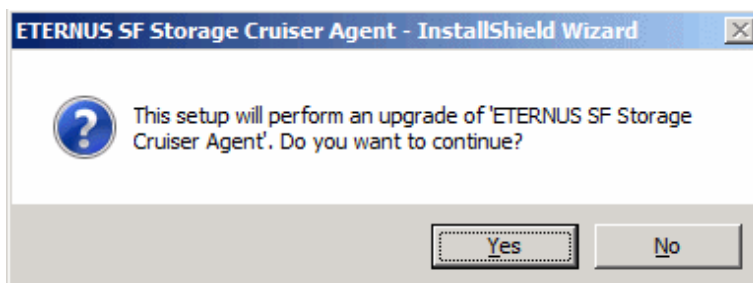 ETERNUS SF Storage Cruiser Agent - InstallShield Wizard
This setup will perform an upgrade of 'ETERNUS SF Storage
Cruiser Agent'. Do you want to continue?
Yes
No